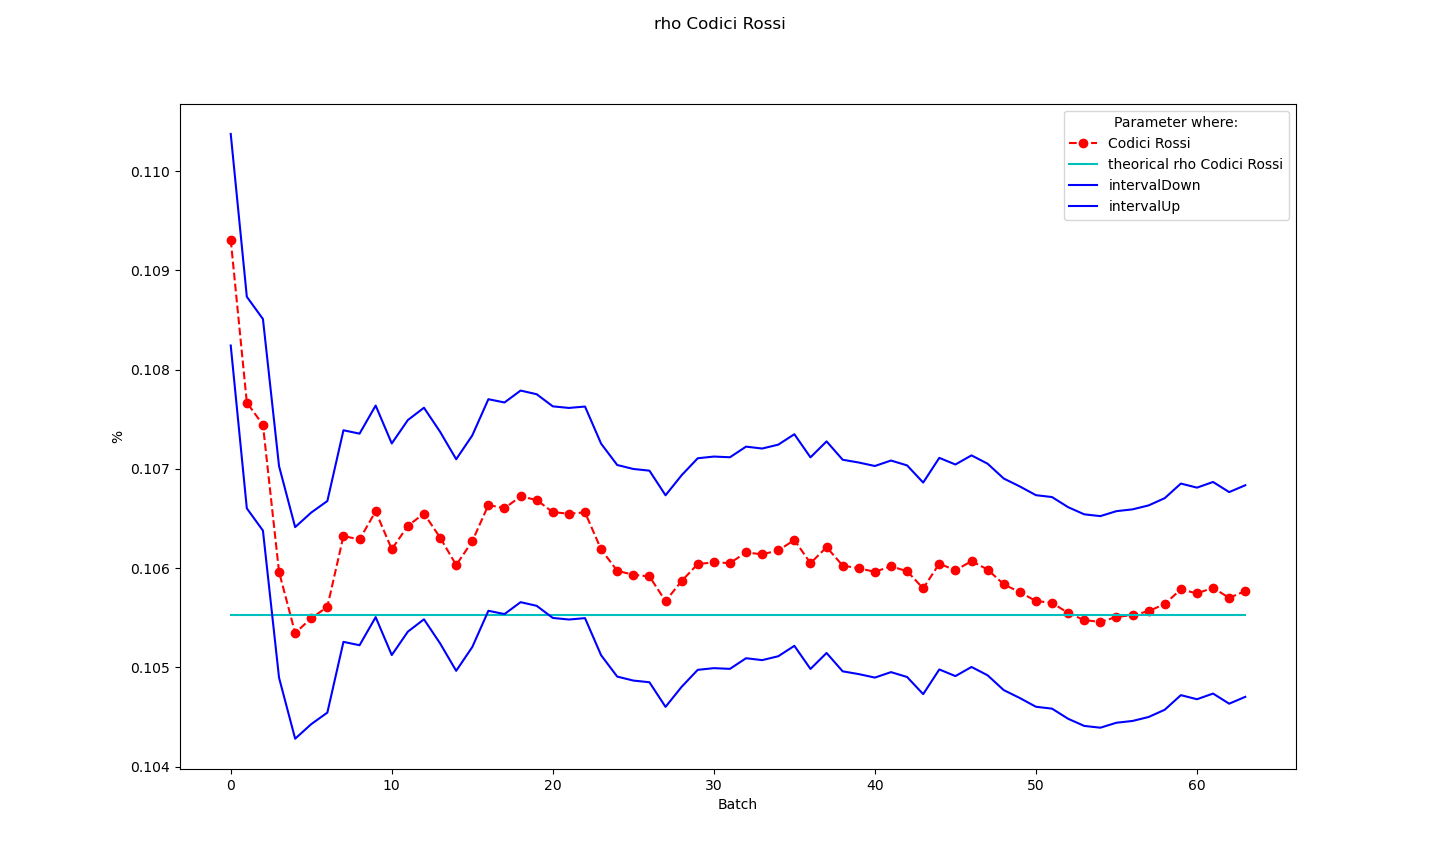 rho Codici Rossi
Parameter where:
Codici Rossi
theorical rho Codici Rossi
intervalDown
intervalUp
0.110
0.109
0.108
0.107
0.106
0.105
0.104
%
0 10 20 30 40 50 60
Batch